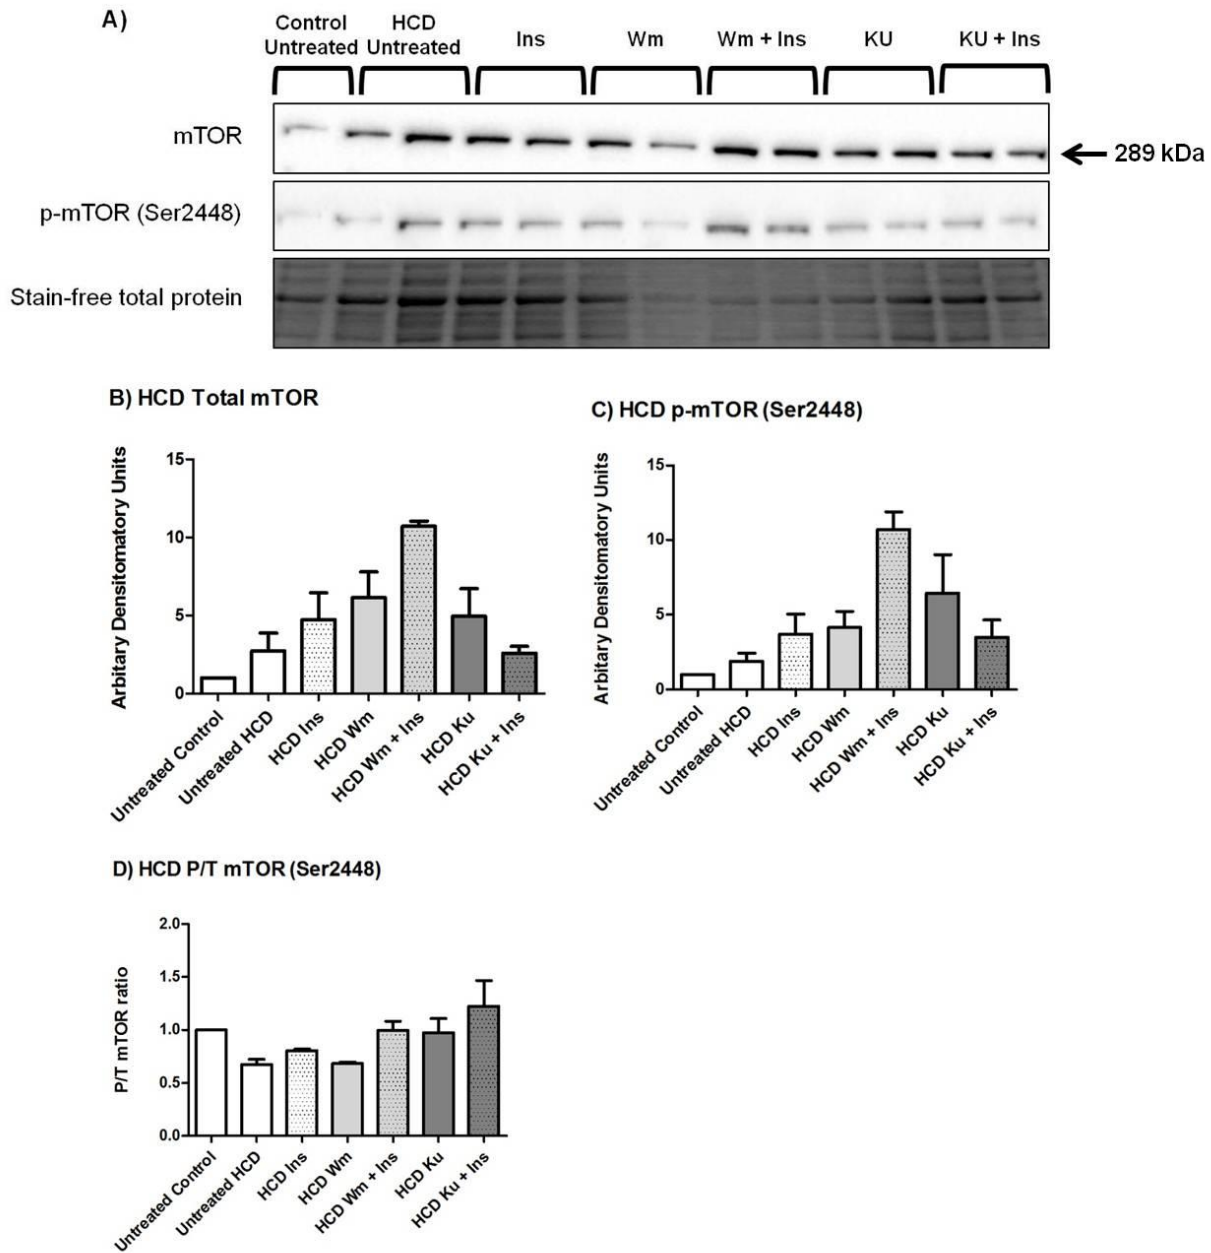 A)
Control
Untreated
HCD
Untreated
Ins
Wm
Wm + Ins
KU
KU + Ins
mTOR
289 kDa
p-mTOR (Ser2448)
Stain-free total protein
B) HCD Total mTOR
Arbitary Densitomatory Units
15
10
5
0
Untreated Control
Untreated HCD
HCD Ins
HCD Wm
HCD Wm + Ins
HCD Ku
HCD Ku + Ins
C) HCD p-mTOR (Ser2448)
Arbitary Densitomatory Units
15
10
5
0
Untreated Control
Untreated HCD
HCD Ins
HCD Wm
HCD Wm + Ins
HCD Ku
HCD Ku + Ins
D) HCD P/T mTOR (Ser2448)
P/T mTOR ratio
2.0
1.5
1.0
0.5
0.0
Untreated Control
Untreated HCD
HCD Ins
HCD Wm
HCD Wm + Ins
HCD Ku
HCD Ku + Ins